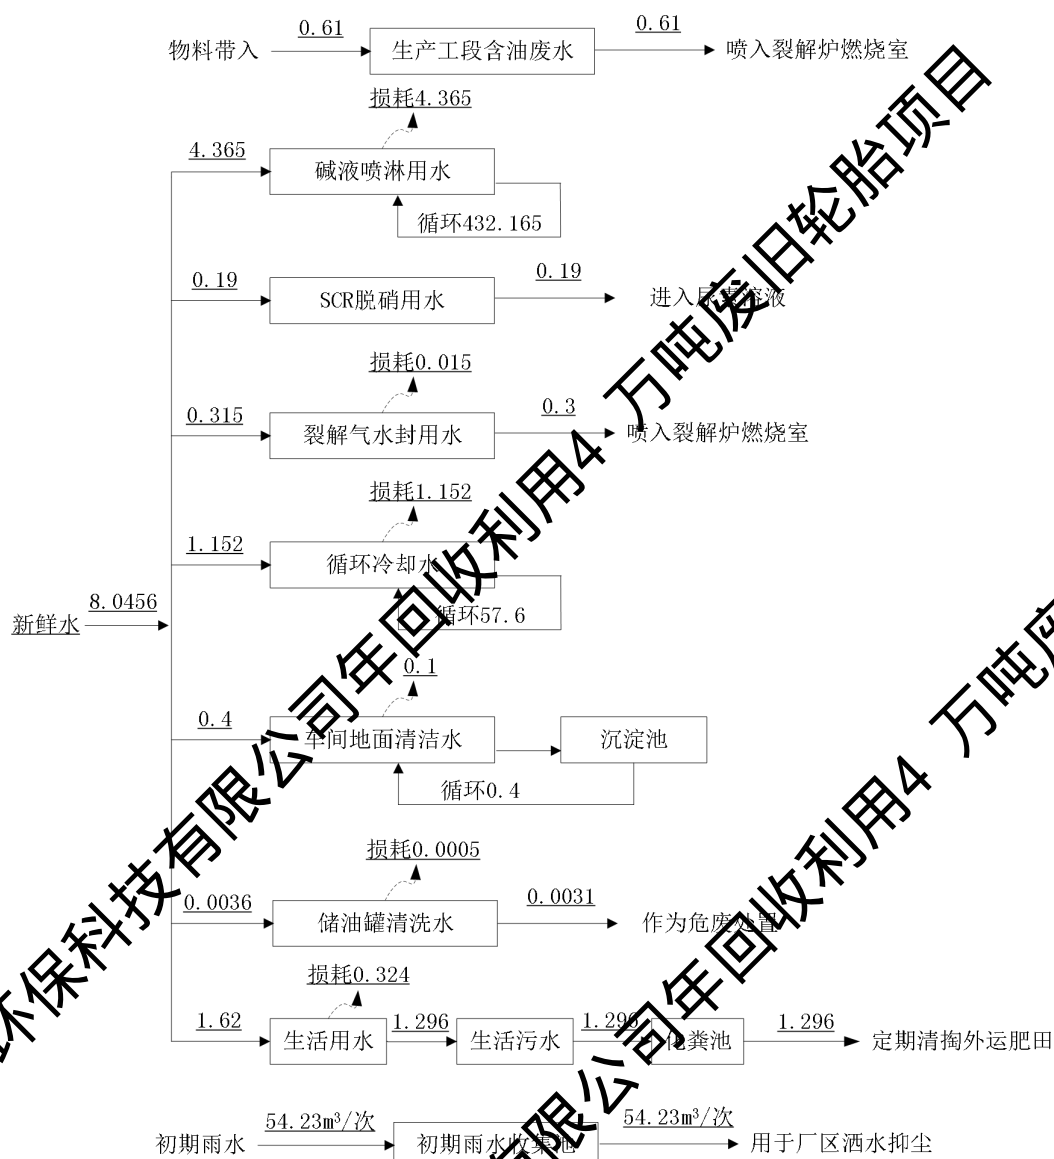 0.61
0.61
物料带入
生产工段含油废水
喷入裂解炉燃烧室
损耗4.365
4.365
碱液喷淋用水
循环432.165
0.19
0.19
SCR脱硝用水
进入尿素溶液
损耗0.015
0.315
0.3
裂解气水封用水
喷入裂解炉燃烧室
损耗1.152
1.152
循环冷却水
循环57.6
8.0456
新鲜水
0.1
0.4
车间地面清洁水
沉淀池
循环0.4
损耗0.0005
0.0036
0.0031
储油罐清洗水
作为危废处置
损耗0.324
1.62
1.296
1.296
1.296
生活用水
生活污水
化粪池
定期清掏外运肥田
54.23m³/次
54.23m³/次
初期雨水
初期雨水收集池
用于厂区洒水抑尘
环保科技有限公司年回收利用4 万吨废旧轮胎项目
有限公司年回收利用4 万吨废